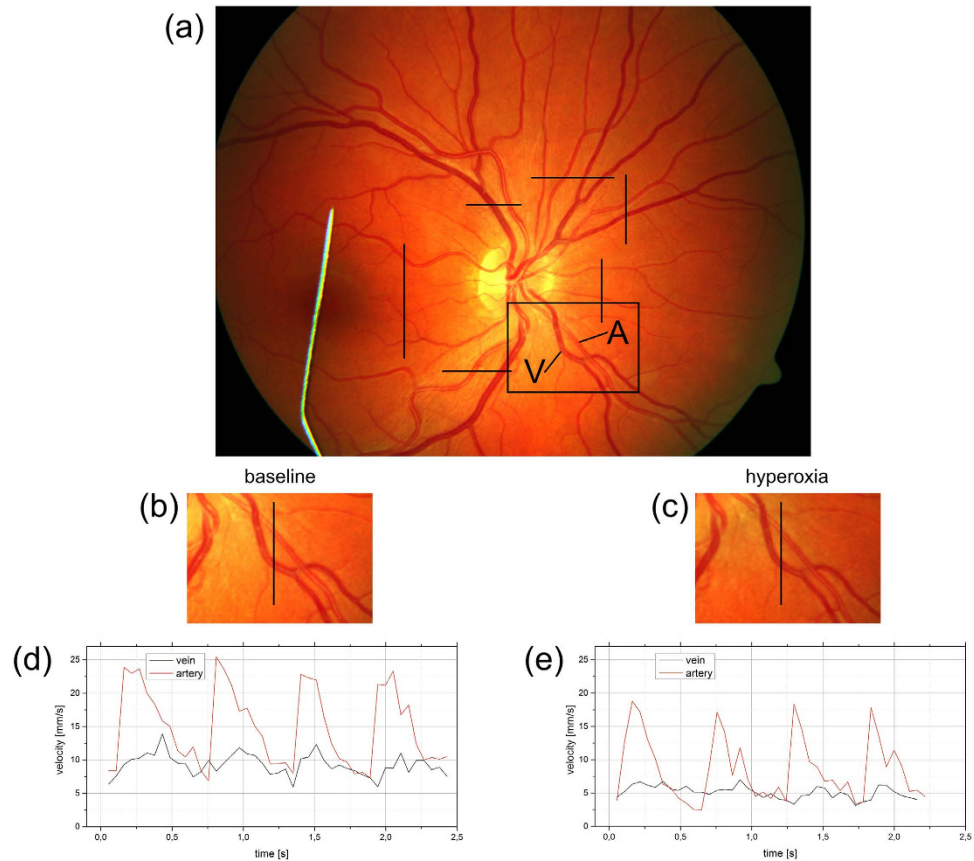 (a)
A
V
baseline
hyperoxia
(b)
(c)
(d)
25
20
15
10
5
0
velocity [mm/s]
vein
artery
0,0
0,5
1,0
1,5
2,0
2,5
time [s]
(e)
25
20
15
10
5
0
velocity [mm/s]
vein
artery
0,0
0,5
1,0
1,5
2,0
2,5
time [s]